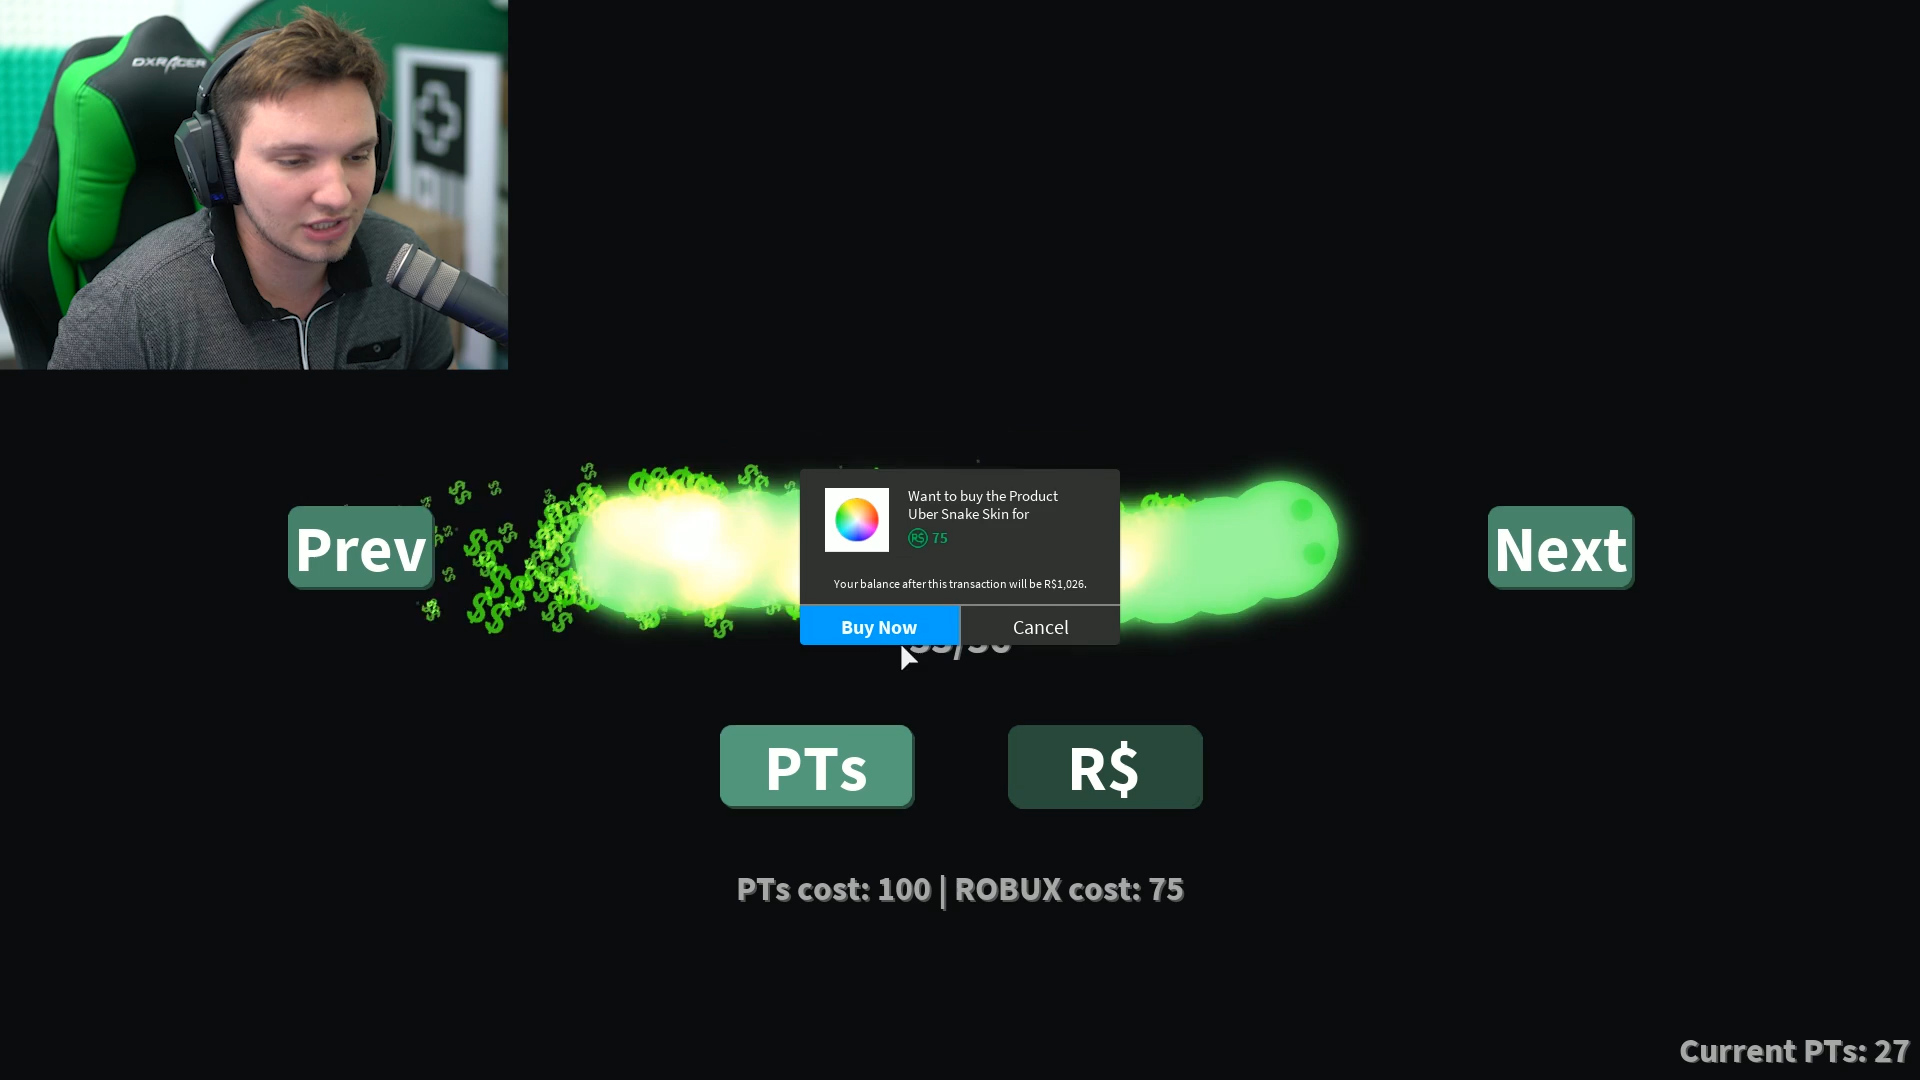 DXRACER
Want to buy the Product
Uber Snake Skin for
R$ 75
Your balance after this transaction will be R$1,026.
Prev
Next
Buy Now
Cancel
PTs
R$
PTs cost: 100 | ROBUX cost: 75
Current PTs: 27